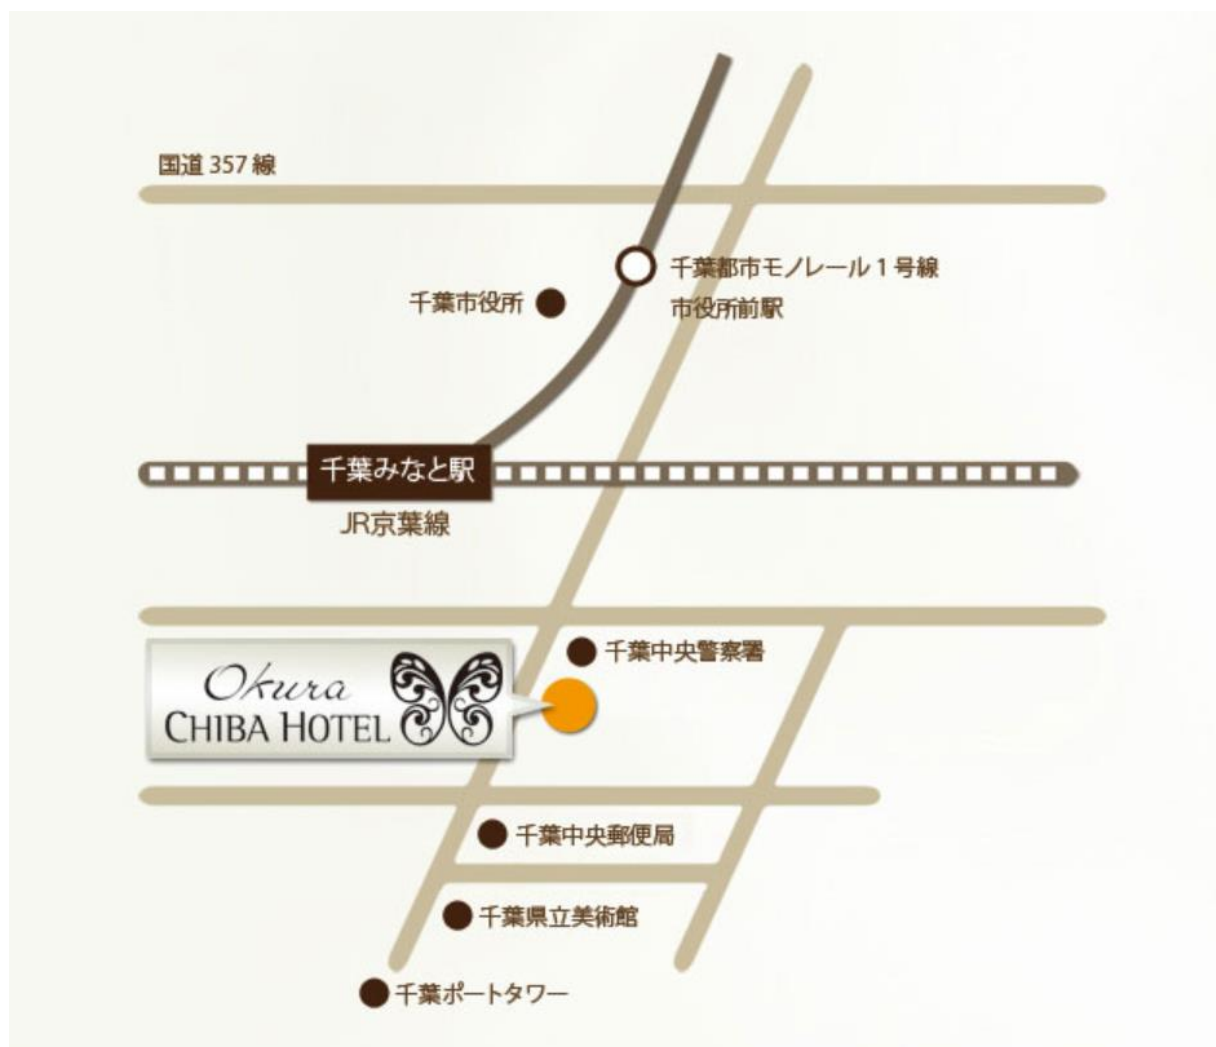 国道 357 線
千葉都市モノレール 1 号線
市役所前駅
千葉市役所
千葉みなと駅
JR京葉線
千葉中央警察署
Okura
CHIBA HOTEL
千葉中央郵便局
千葉県立美術館
千葉ポートタワー